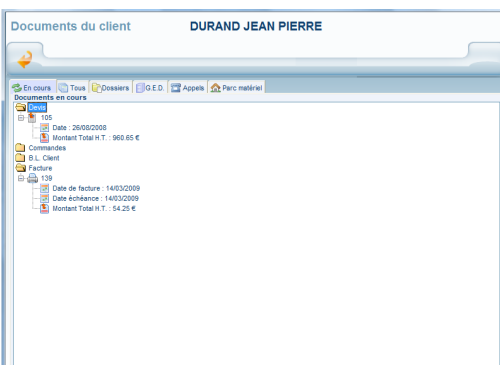 Documents du client DURAND JEAN PIERRE
En cours Tous Dossiers G.E.D. Appels Parc matériel
Documents en cours
Devis
105
Date : 26/08/2008
Montant Total H.T. : 960.65 €
Commandes
B.L. Client
Facture
139
Date de facture : 14/03/2009
Date échéance : 14/03/2009
Montant Total H.T. : 54.25 €